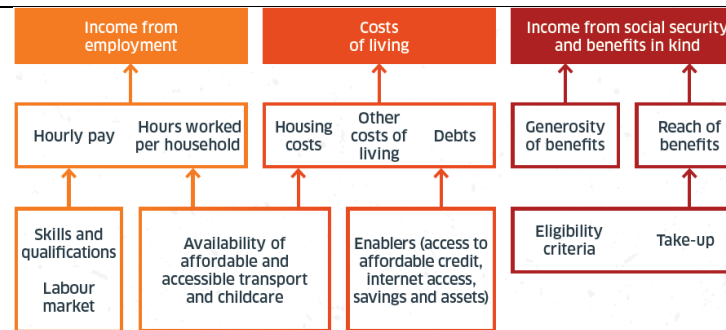 Income from
employment
Costs
of living
Income from social security
and benefits in kind
Hourly pay
Hours worked
per household
Housing
costs
Other
costs of
living
Debts
Generosity
of benefits
Reach of
benefits
Skills and
qualifications
Labour
market
Availability of
affordable and
accessible transport
and childcare
Enablers (access to
affordable credit,
internet access,
savings and assets)
Eligibility
criteria
Take-up